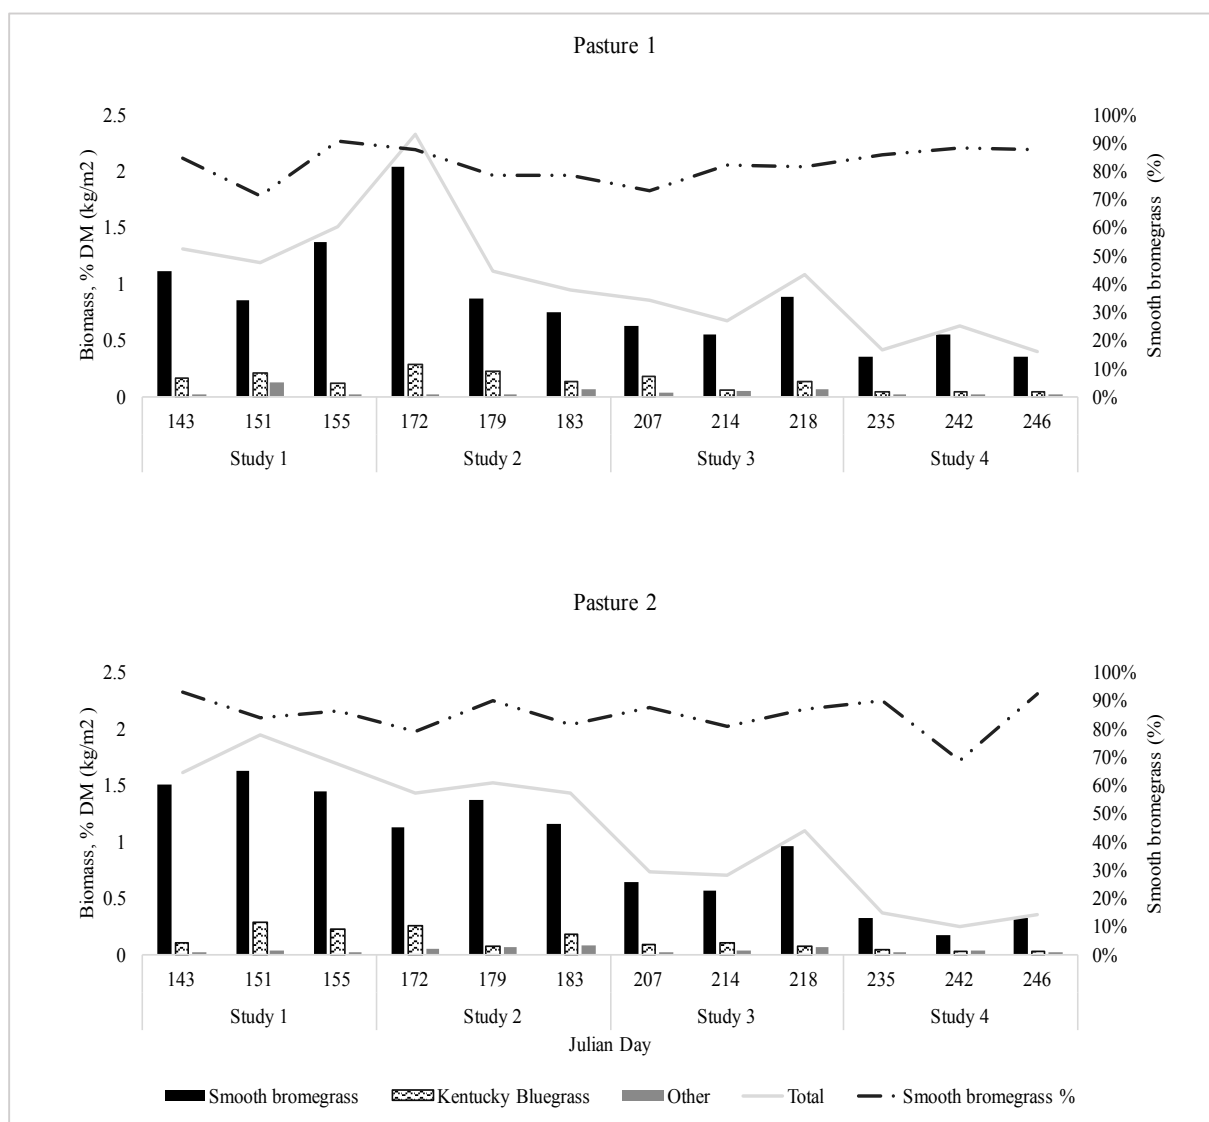 Pasture 1
Biomass, % DM (kg/m2 )
2.5
2
1.5
1
0.5
0
100%
90%
80%
70%
60%
50%
40%
30%
20%
10%
0%
Smooth bromegrass (%)
143 151 155 172 179 183 207 214 218 235 242 246
Study 1 Study 2 Study 3 Study 4
Pasture 2
Biomass, % DM (kg/m2 )
2.5
2
1.5
1
0.5
0
100%
90%
80%
70%
60%
50%
40%
30%
20%
10%
0%
Smooth bromegrass (%)
143 151 155 172 179 183 207 214 218 235 242 246
Study 1 Study 2 Study 3 Study 4
Julian Day
Smooth bromegrass Kentucky Bluegrass Other Total Smooth bromegrass %